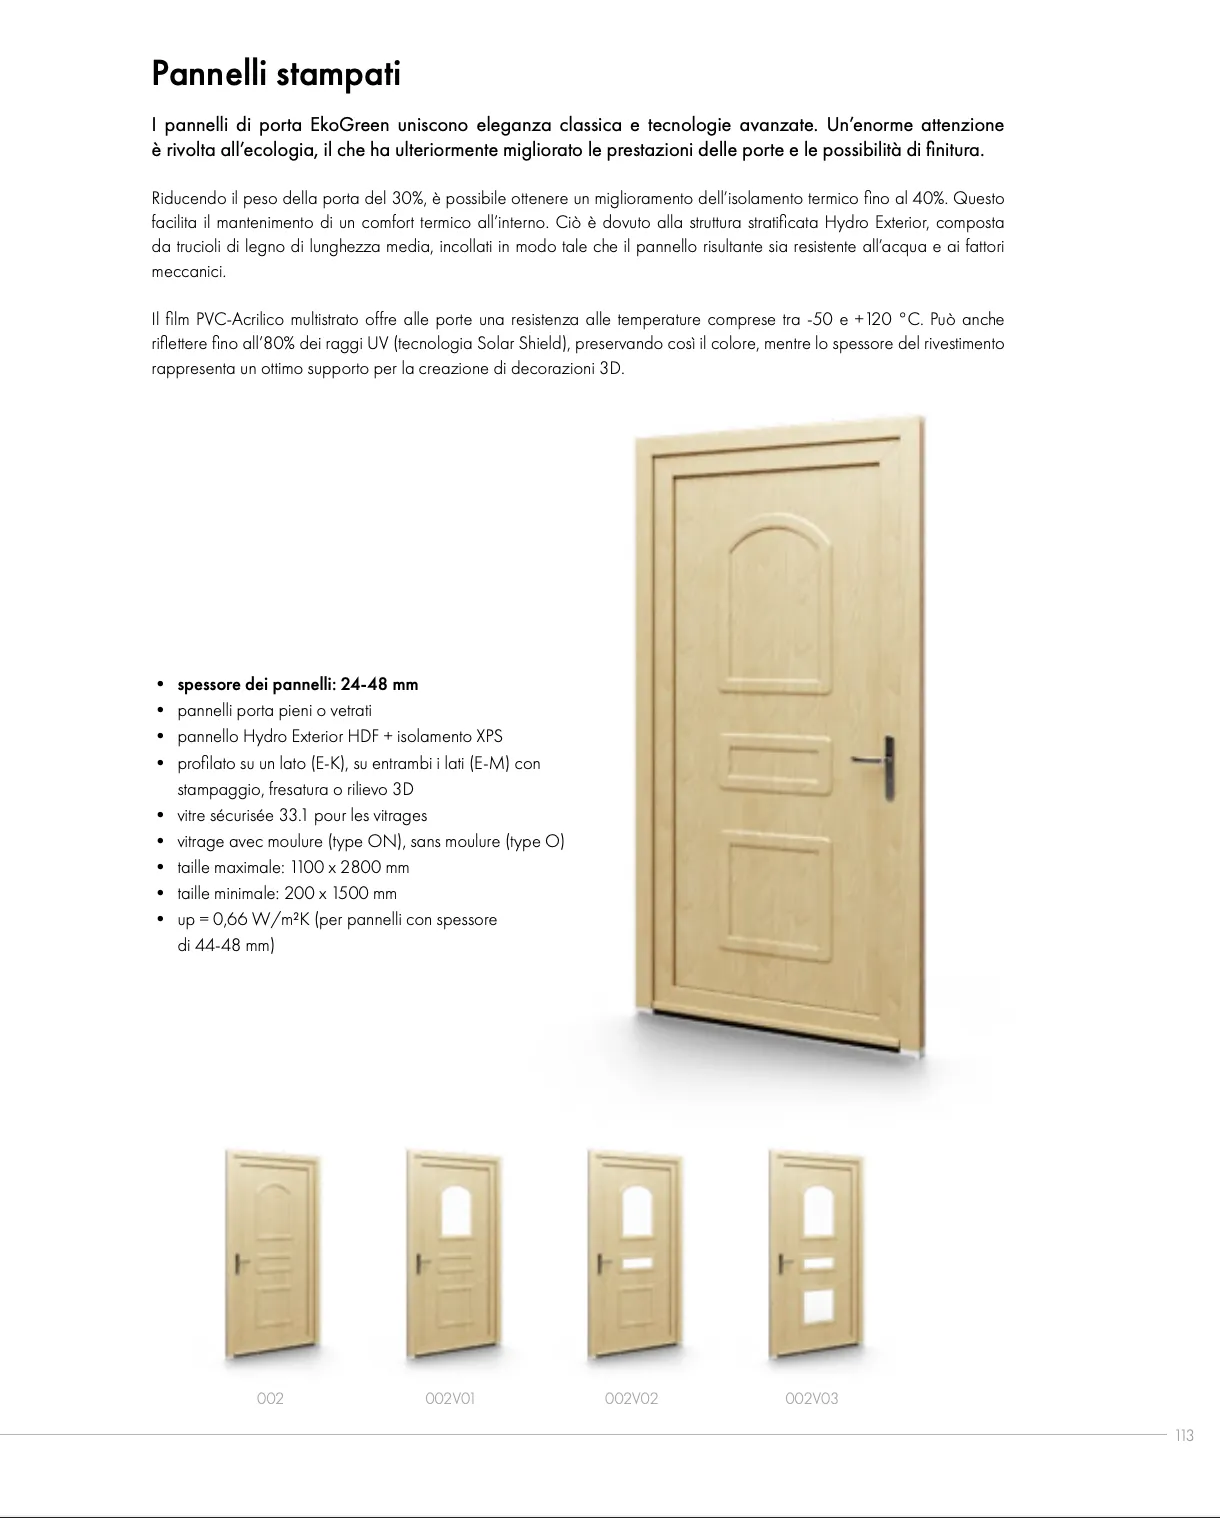 Pannelli stampati
I pannelli di porta EkoGreen uniscono eleganza classica e tecnologie avanzate. Un’enorme attenzione
è rivolta all’ecologia, il che ha ulteriormente migliorato le prestazioni delle porte e le possibilità di finitura.
Riducendo il peso della porta del 30%, è possibile ottenere un miglioramento dell’isolamento termico fino al 40%. Questo
facilita il mantenimento di un comfort termico all’interno. Ciò è dovuto alla struttura stratificata Hydro Exterior, composta
da trucioli di legno di lunghezza media, incollati in modo tale che il pannello risultante sia resistente all’acqua e ai fattori
meccanici.
Il film PVC-Acrilico multistrato offre alle porte una resistenza alle temperature comprese tra -50 e +120 °C. Può anche
riflettere fino all’80% dei raggi UV (tecnologia Solar Shield), preservando così il colore, mentre lo spessore del rivestimento
rappresenta un ottimo supporto per la creazione di decorazioni 3D.
• spessore dei pannelli: 24-48 mm
• pannelli porta pieni o vetrati
• pannello Hydro Exterior HDF + isolamento XPS
• profilato su un lato (E-K), su entrambi i lati (E-M) con
stampaggio, fresatura o rilievo 3D
• vitre sécurisée 33.1 pour les vitrages
• vitrage avec moulure (type ON), sans moulure (type O)
• taille maximale: 1100 x 2800 mm
• taille minimale: 200 x 1500 mm
• up = 0,66 W/m²K (per pannelli con spessore
di 44-48 mm)
002 002V01 002V02 002V03
113